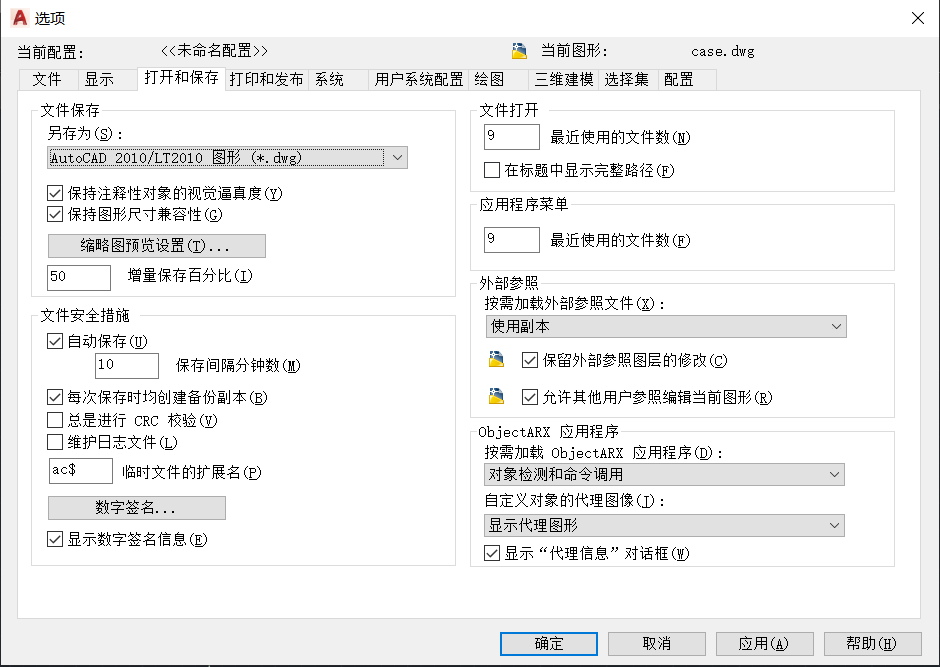 选项
当前配置: <<未命名配置>> 当前图形: case.dwg
文件 显示 打开和保存 打印和发布 系统 用户系统配置 绘图 三维建模 选择集 配置
文件保存
另存为(S):
AutoCAD 2010/LT2010 图形 (*.dwg)
保持注释性对象的视觉逼真度(Y)
保持图形尺寸兼容性(G)
缩略图预览设置(T)...
50 增量保存百分比(I)
文件安全措施
自动保存(U)
10 保存间隔分钟数(M)
每次保存时均创建备份副本(B)
总是进行 CRC 校验(V)
维护日志文件(L)
ac$ 临时文件的扩展名(P)
数字签名...
显示数字签名信息(E)
文件打开
9 最近使用的文件数(N)
在标题中显示完整路径(F)
应用程序菜单
9 最近使用的文件数(F)
外部参照
按需加载外部参照文件(X):
使用副本
保留外部参照图层的修改(C)
允许其他用户参照编辑当前图形(R)
ObjectARX 应用程序
按需加载 ObjectARX 应用程序(D):
对象检测和命令调用
自定义对象的代理图像(J):
显示代理图形
显示“代理信息”对话框(W)
确定 取消 应用(A) 帮助(H)